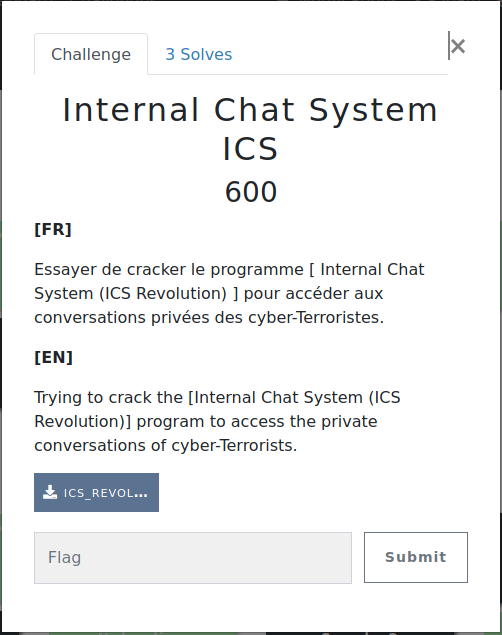 Challenge
3 Solves
×
Internal Chat System
ICS
600
[FR]
Essayer de cracker le programme [ Internal Chat
System (ICS Revolution) ] pour accéder aux
conversations privées des cyber-Terroristes.
[EN]
Trying to crack the [Internal Chat System (ICS
Revolution)] program to access the private
conversations of cyber-Terrorists.
ICS_REVOL...
Flag
Submit